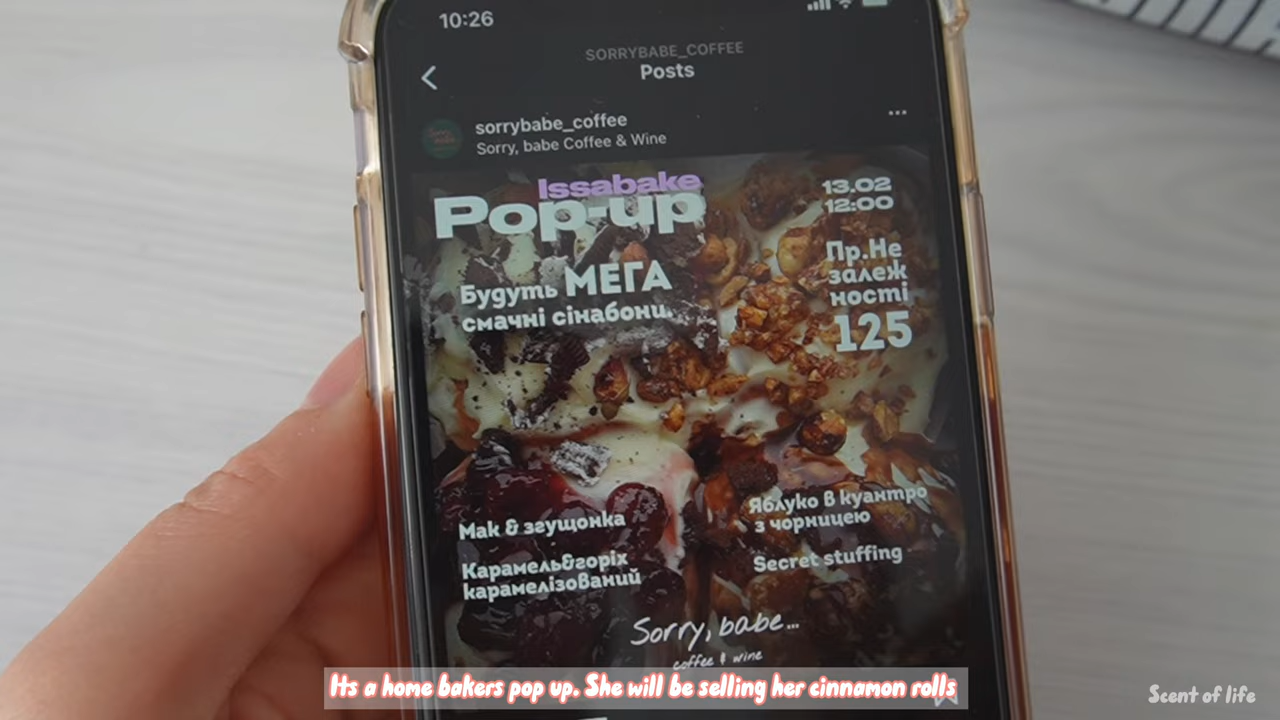 10:26
SORRYBABE_COFFEE
Posts
sorrybabe_coffee
Sorry, babe Coffee & Wine
Issabake
Pop-up
13.02
12:00
Будуть МЕГА
смачні сінабони.
Пр.Не
залеж
ності
125
Мак & згущонка
Карамель&горіх
карамелізований
Яблуко в куантро
з чорницею
Secret stuffing
Sorry, babe...
coffee & wine
Its a home bakers pop up. She will be selling her cinnamon rolls
Scent of life